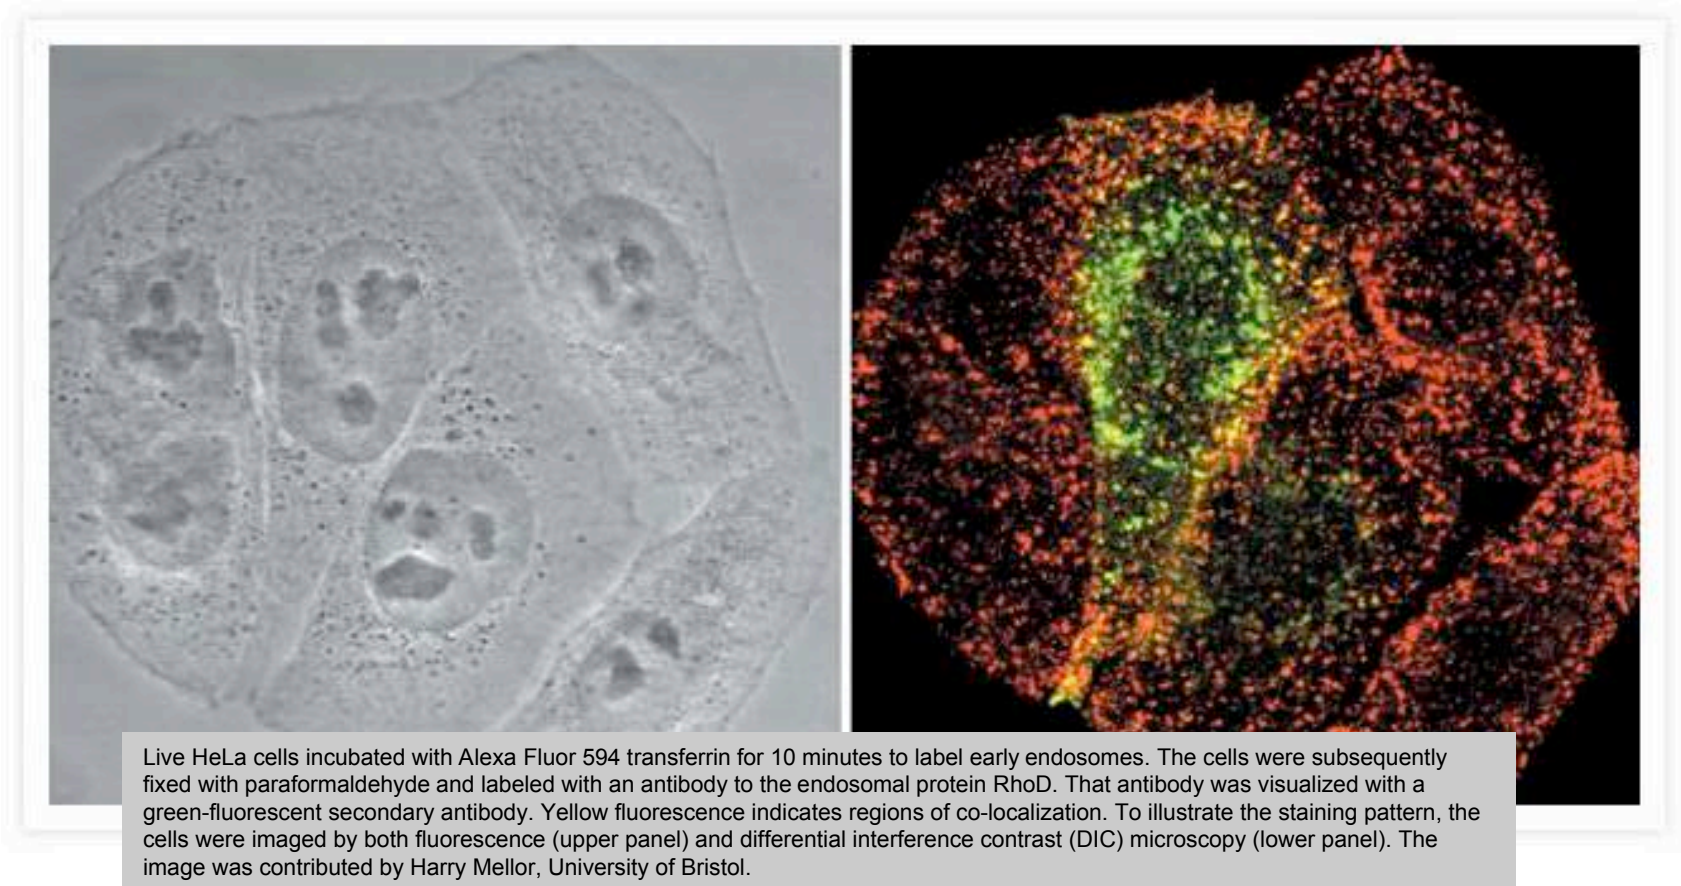 Live HeLa cells incubated with Alexa Fluor 594 transferrin for 10 minutes to label early endosomes. The cells were subsequently
fixed with paraformaldehyde and labeled with an antibody to the endosomal protein RhoD. That antibody was visualized with a
green-fluorescent secondary antibody. Yellow fluorescence indicates regions of co-localization. To illustrate the staining pattern, the
cells were imaged by both fluorescence (upper panel) and differential interference contrast (DIC) microscopy (lower panel). The
image was contributed by Harry Mellor, University of Bristol.